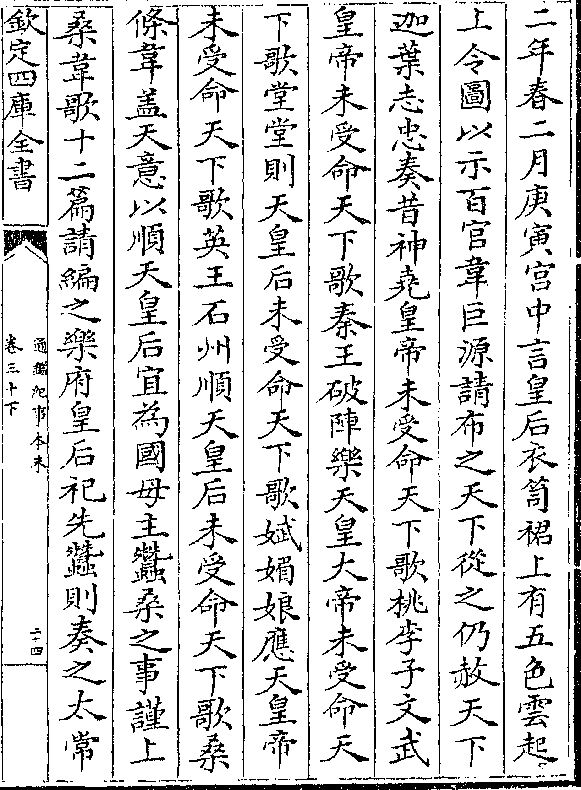 二年春二月庚寅宫中言皇后衣笥裙上有五色雲起
上令圖以示百官韋巨源請布之天下從之仍赦天下
迦葉志忠奏昔神堯皇帝未受命天下歌桃李子文武
皇帝未受命天下歌秦王破陣樂天皇大帝未受命天
下歌堂堂則天皇后未受命天下歌娬媚娘應天皇帝
未受命天下歌英王石州順天皇后未受命天下歌桑
條韋蓋天意以順天皇后宜為國母主蠶桑之事謹上
桑韋歌十二篇請編之樂府皇后祀先蠶則奏之太常
欽定四庫全書
通鑑紀事本末
卷三十下
二十四